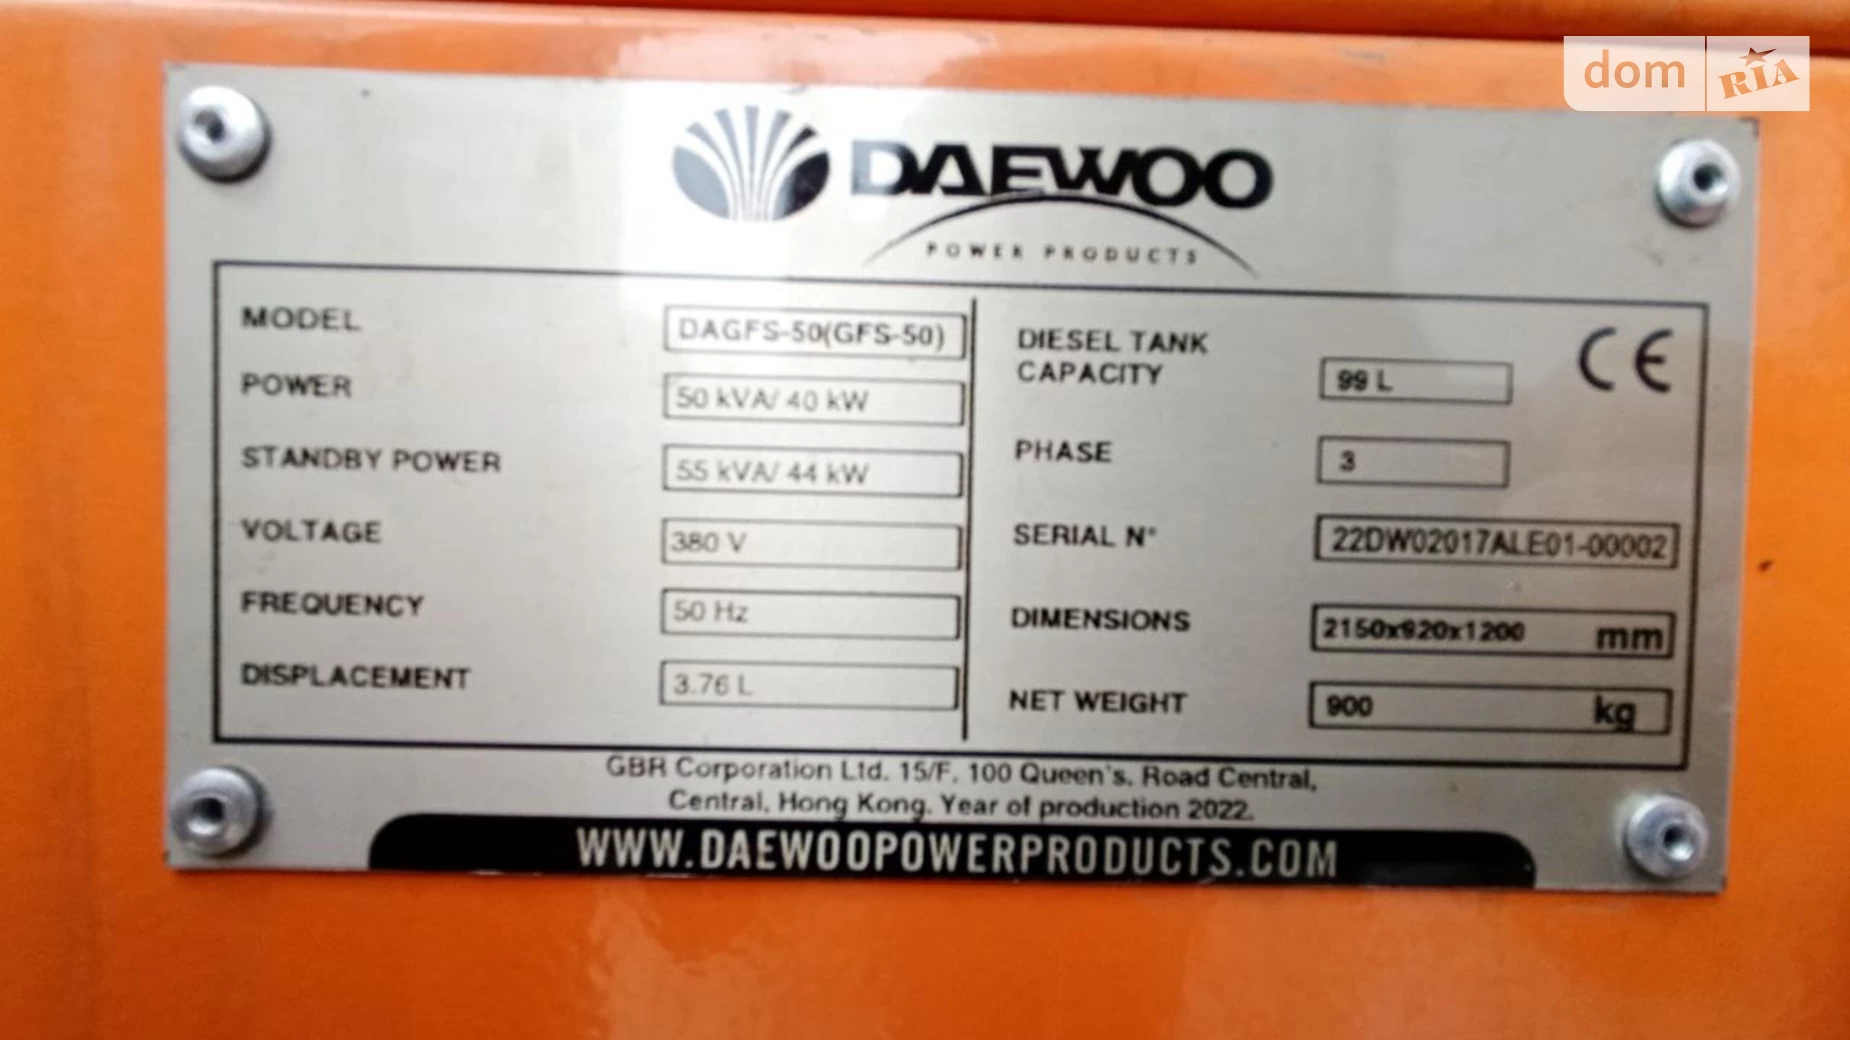 dom RIA
DAEWOO
POWER PRODUCTS
MODEL DAGFS-50(GFS-50)
POWER 50 kVA/ 40 kW
STANDBY POWER 55 kVA/ 44 kW
VOLTAGE 380 V
FREQUENCY 50 Hz
DISPLACEMENT 3.76 L
DIESEL TANK
CAPACITY 99 L
CE
PHASE 3
SERIAL N° 22DW02017ALE01-00002
DIMENSIONS 2150x920x1200 mm
NET WEIGHT 900 kg
GBR Corporation Ltd. 15/F. 100 Queen's. Road Central,
Central, Hong Kong. Year of production 2022.
WWW.DAEWOOPOWERPRODUCTS.COM